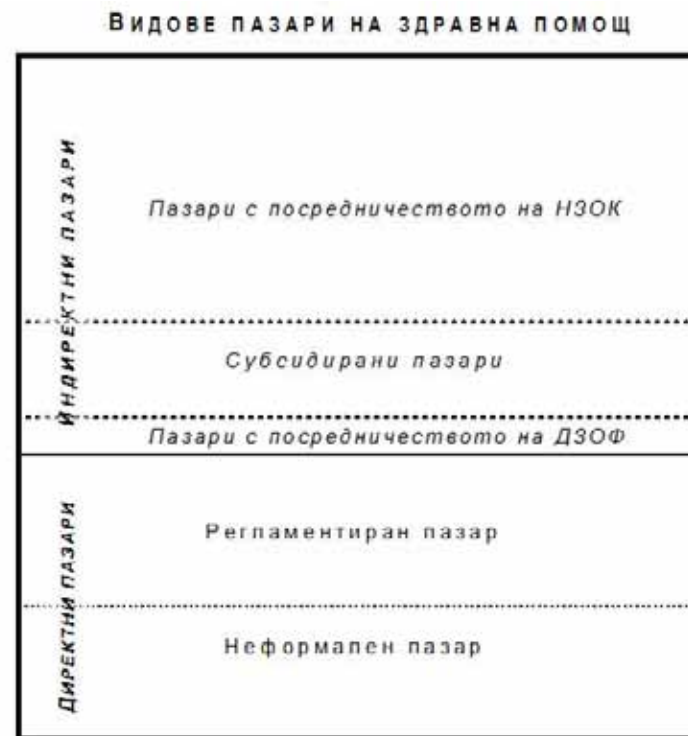 ВИДОВЕ ПАЗАРИ НА ЗДРАВНА ПОМОЩ
ИНДИРЕКТНИ ПАЗАРИ
Пазари с посредничеството на НЗОК
Субсидирани пазари
Пазари с посредничеството на ДЗОФ
ДИРЕКТНИ ПАЗАРИ
Регламентиран пазар
Неформален пазар